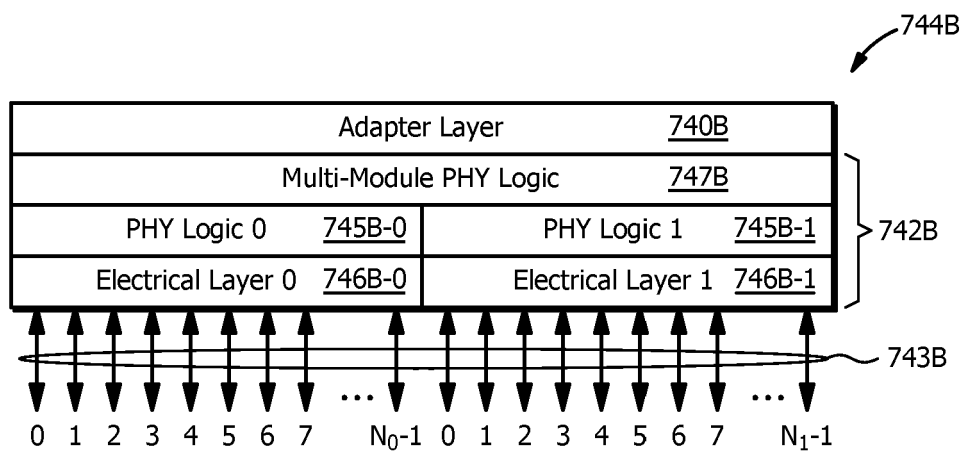 744B
Adapter Layer 740B
Multi-Module PHY Logic 747B
PHY Logic 0 745B-0 PHY Logic 1 745B-1
742B
Electrical Layer 0 746B-0 Electrical Layer 1 746B-1
743B
... ...
0 1 2 3 4 5 6 7 N₀-1 0 1 2 3 4 5 6 7 N₁-1